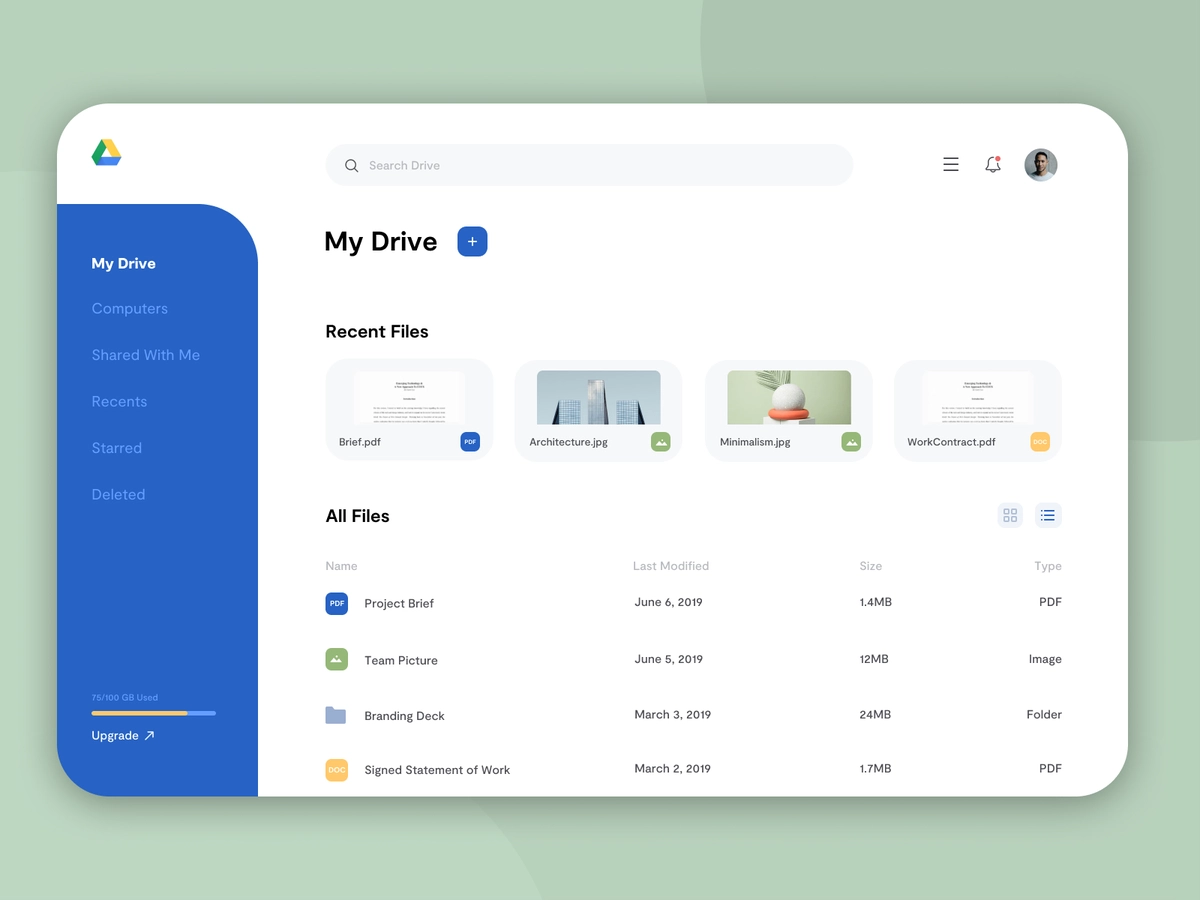 Search Drive
My Drive
+
My Drive
Computers
Shared With Me
Recents
Starred
Deleted
75/100 GB Used
Upgrade
Recent Files
Brief.pdf
PDF
Architecture.jpg
Minimalism.jpg
WorkContract.pdf
DOC
All Files
Name Last Modified Size Type
PDF Project Brief June 6, 2019 1.4MB PDF
Team Picture June 5, 2019 12MB Image
Branding Deck March 3, 2019 24MB Folder
DOC Signed Statement of Work March 2, 2019 1.7MB PDF